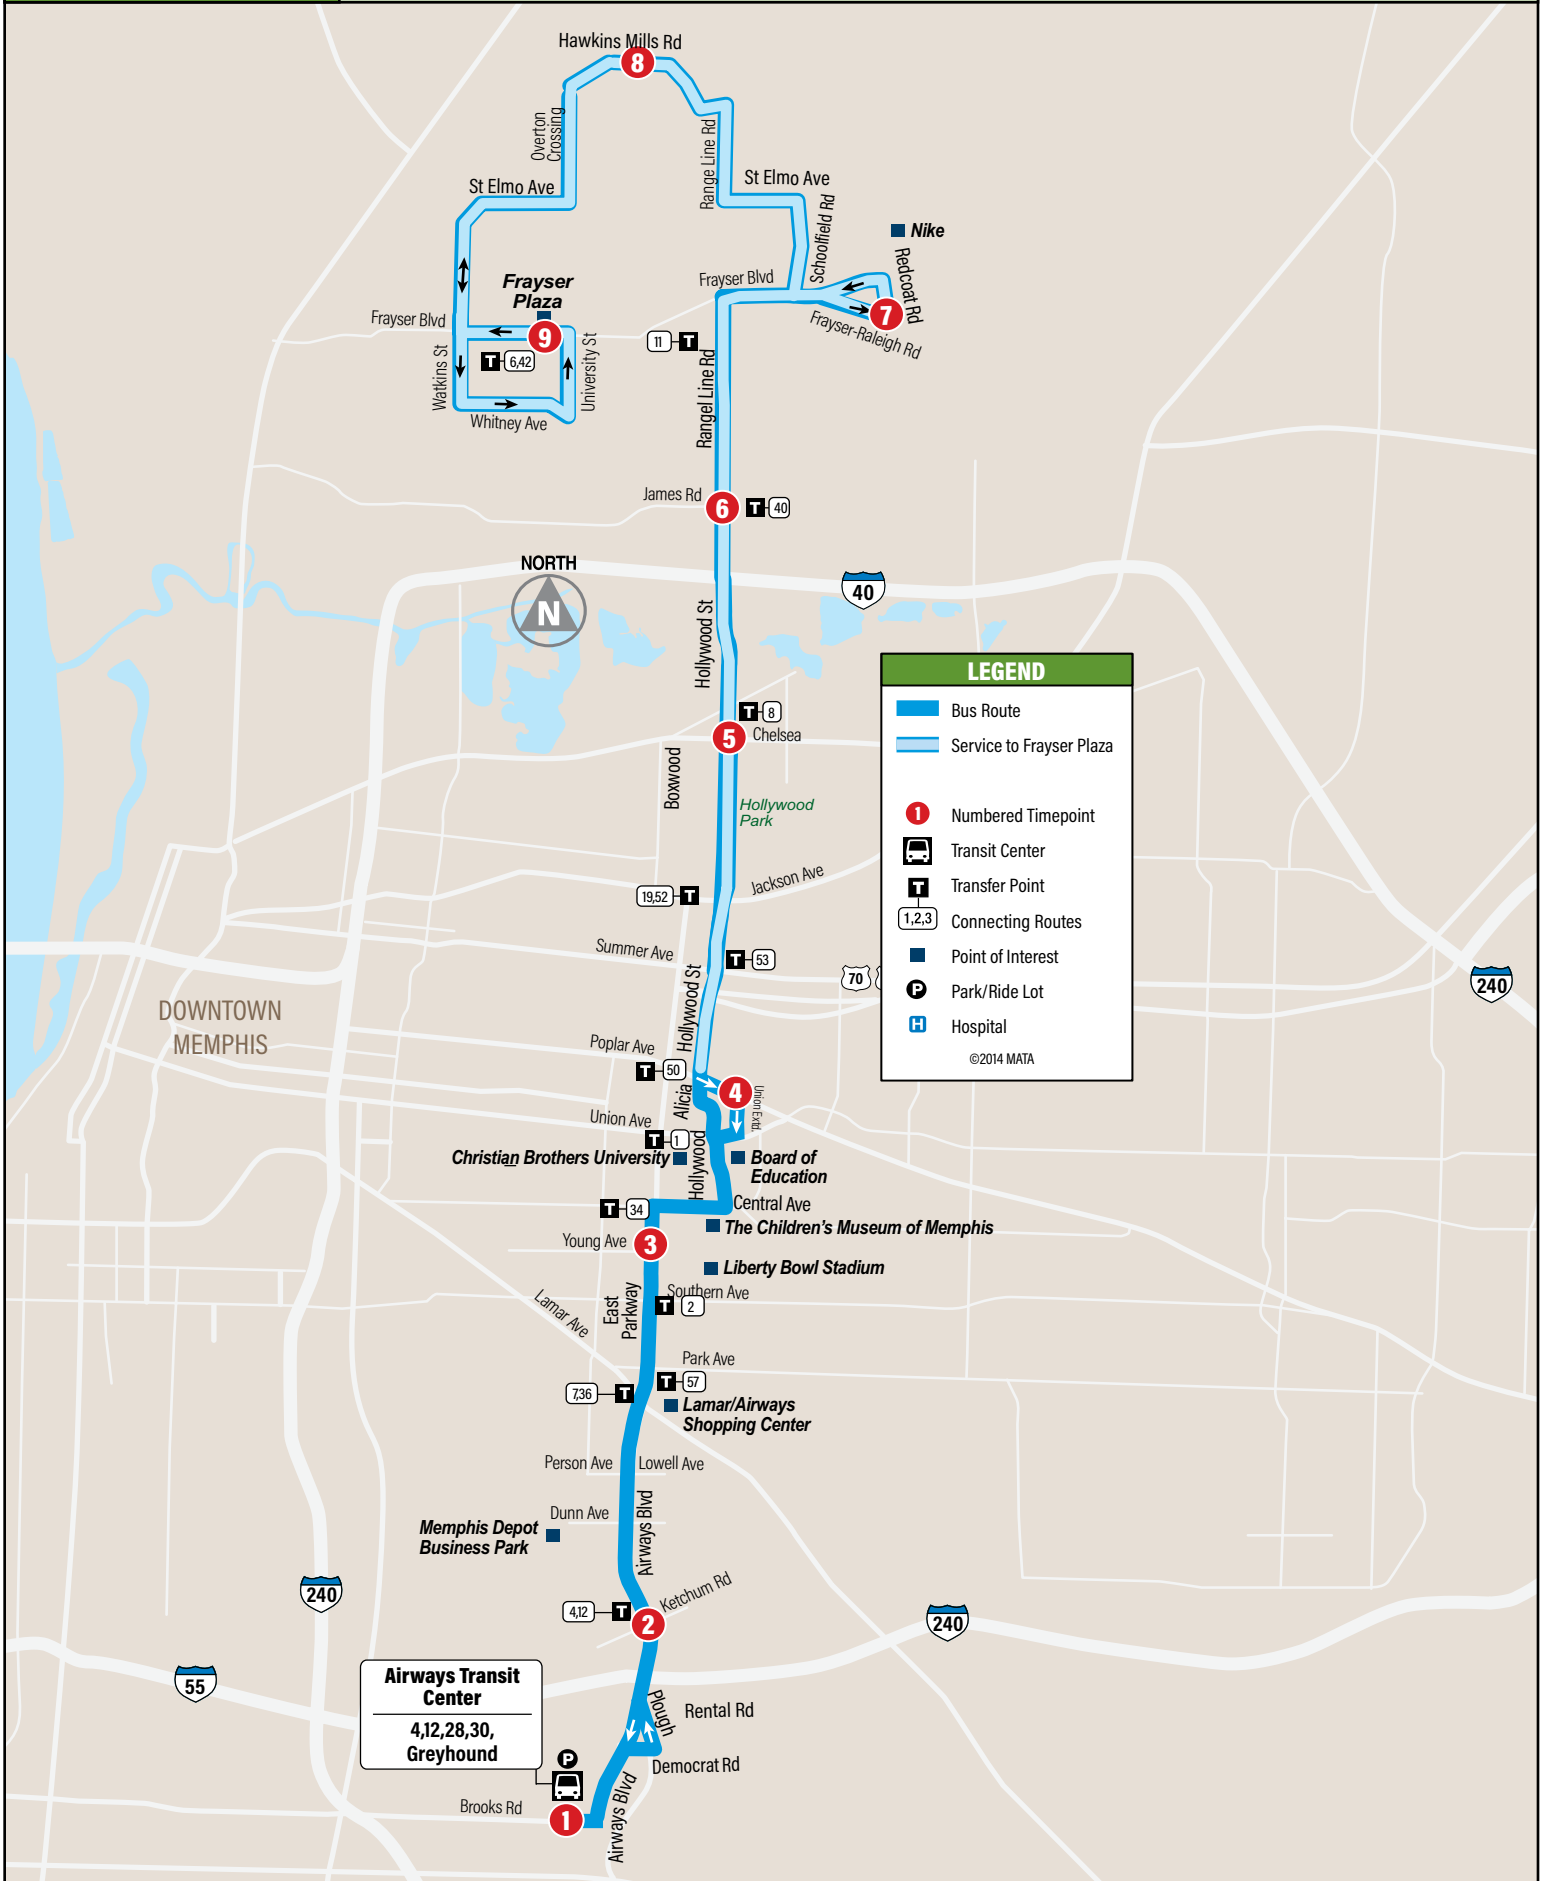 Hawkins Mills Rd
8
Overton
Crossing
Range Line Rd
St Elmo Ave
St Elmo Ave
Schoolfield Rd
Nike
Redcoat Rd
Frayser
Plaza
Frayser Blvd
Frayser Blvd
7
Frayser-Raleigh Rd
9
T 6,42
11 T
Watkins St
University St
Whitney Ave
Rangel Line Rd
James Rd
6
T 40
NORTH
N
40
Hollywood St
T 8
5
Chelsea
Boxwood
Hollywood
Park
Jackson Ave
19,52 T
Summer Ave
T 53
70
240
Hollywood St
DOWNTOWN
MEMPHIS
Poplar Ave
T 50
4
Alicia
Union Extd.
Union Ave
T 1
Christian Brothers University
Hollywood
Board of
Education
T 34
Central Ave
The Children's Museum of Memphis
Young Ave
3
Liberty Bowl Stadium
East
Parkway
Southern Ave
T 2
Lamar Ave
Park Ave
T 57
7,36 T
Lamar/Airways
Shopping Center
Person Ave
Lowell Ave
Dunn Ave
Airways Blvd
Memphis Depot
Business Park
Ketchum Rd
4,12 T
2
240
240
55
Airways Transit
Center
4,12,28,30,
Greyhound
Plough
Rental Rd
Democrat Rd
P
Brooks Rd
1
Airways Blvd
LEGEND
Bus Route
Service to Frayser Plaza
1 Numbered Timepoint
Transit Center
T Transfer Point
1,2,3 Connecting Routes
Point of Interest
P Park/Ride Lot
H Hospital
©2014 MATA